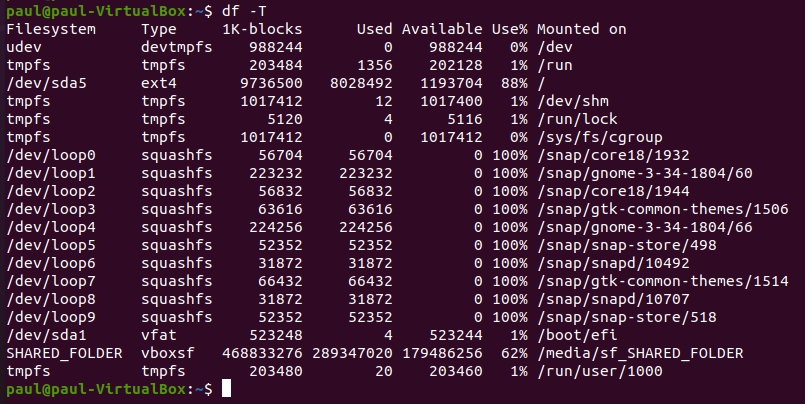 paul@paul-VirtualBox:~$ df -T
Filesystem     Type     1K-blocks      Used Available Use% Mounted on
udev           devtmpfs    988244         0    988244   0% /dev
tmpfs          tmpfs       203484      1356    202128   1% /run
/dev/sda5      ext4       9736500   8028492   1193704  88% /
tmpfs          tmpfs      1017412        12   1017400   1% /dev/shm
tmpfs          tmpfs         5120         4      5116   1% /run/lock
tmpfs          tmpfs      1017412         0   1017412   0% /sys/fs/cgroup
/dev/loop0     squashfs     56704     56704         0 100% /snap/core18/1932
/dev/loop1     squashfs    223232    223232         0 100% /snap/gnome-3-34-1804/60
/dev/loop2     squashfs     56832     56832         0 100% /snap/core18/1944
/dev/loop3     squashfs     63616     63616         0 100% /snap/gtk-common-themes/1506
/dev/loop4     squashfs    224256    224256         0 100% /snap/gnome-3-34-1804/66
/dev/loop5     squashfs     52352     52352         0 100% /snap/snap-store/498
/dev/loop6     squashfs     31872     31872         0 100% /snap/snapd/10492
/dev/loop7     squashfs     66432     66432         0 100% /snap/gtk-common-themes/1514
/dev/loop8     squashfs     31872     31872         0 100% /snap/snapd/10707
/dev/loop9     squashfs     52352     52352         0 100% /snap/snap-store/518
/dev/sda1      vfat        523248         4    523244   1% /boot/efi
SHARED_FOLDER  vboxsf   468833276 289347020 179486256  62% /media/sf_SHARED_FOLDER
tmpfs          tmpfs       203480        20    203460   1% /run/user/1000
paul@paul-VirtualBox:~$